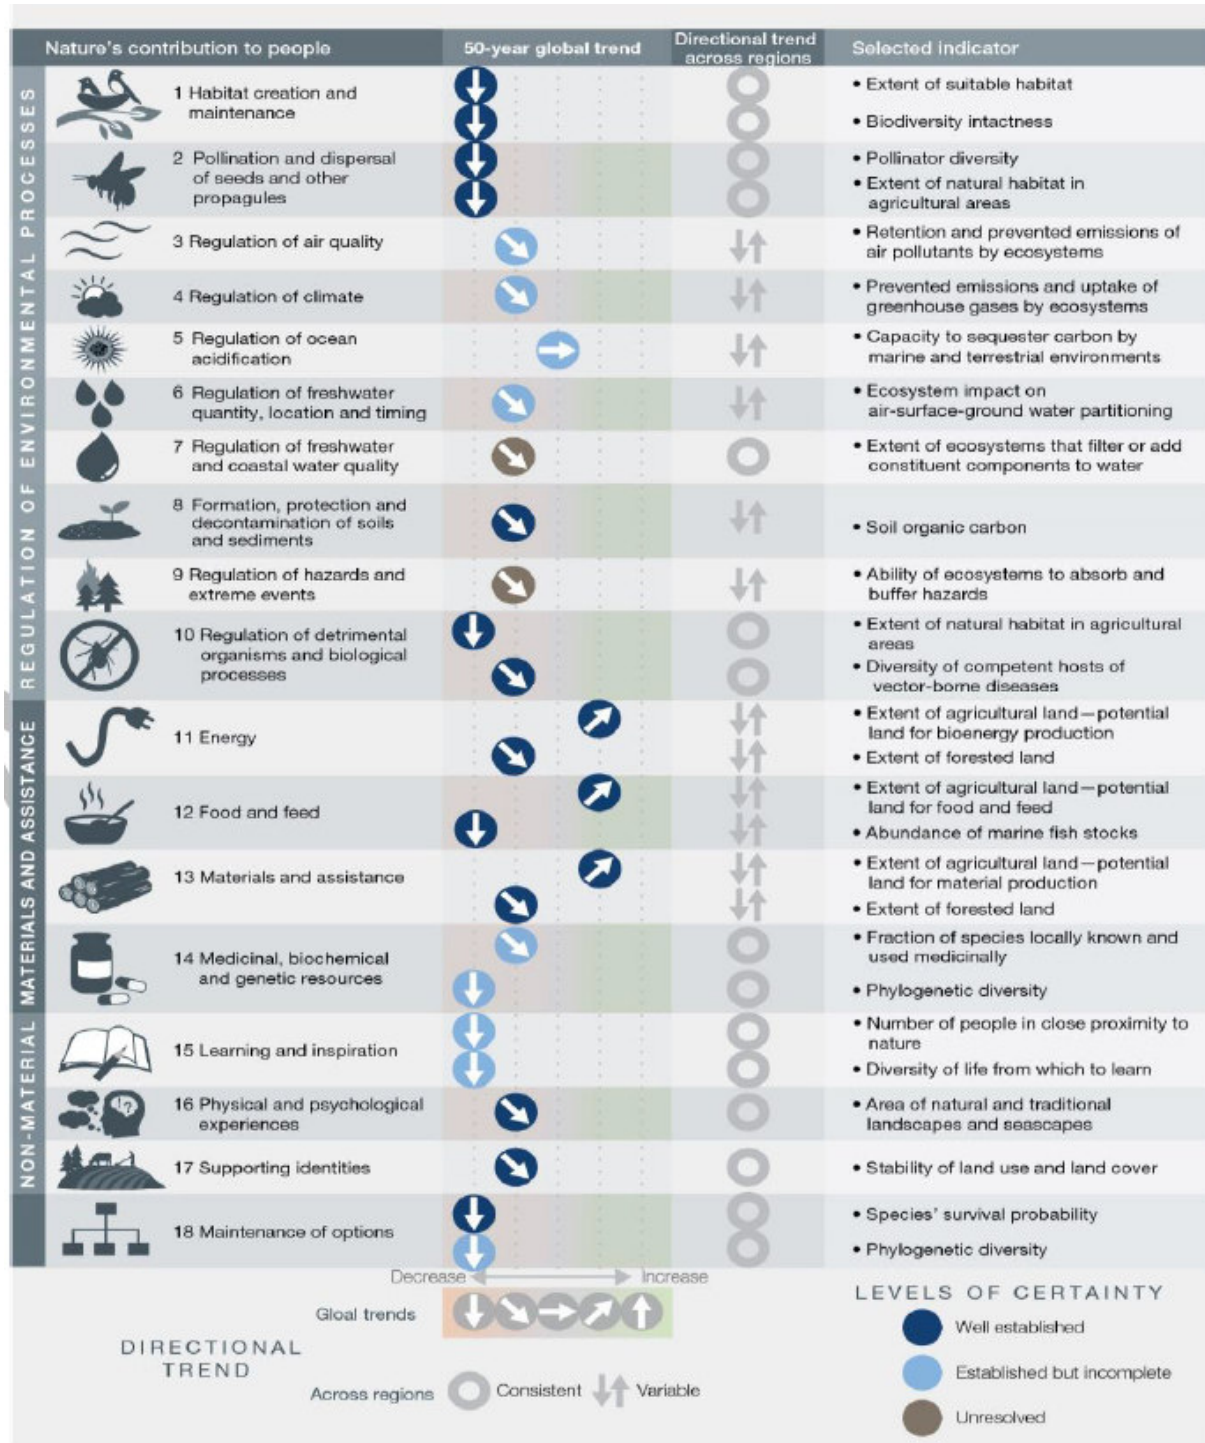 Nature's contribution to people
50-year global trend
Directional trend
across regions
Selected indicator
REGULATION OF ENVIRONMENTAL PROCESSES
1 Habitat creation and
maintenance
• Extent of suitable habitat
• Biodiversity intactness
2 Pollination and dispersal
of seeds and other
propagules
• Pollinator diversity
• Extent of natural habitat in
agricultural areas
3 Regulation of air quality
• Retention and prevented emissions of
air pollutants by ecosystems
4 Regulation of climate
• Prevented emissions and uptake of
greenhouse gases by ecosystems
5 Regulation of ocean
acidification
• Capacity to sequester carbon by
marine and terrestrial environments
6 Regulation of freshwater
quantity, location and timing
• Ecosystem impact on
air-surface-ground water partitioning
7 Regulation of freshwater
and coastal water quality
• Extent of ecosystems that filter or add
constituent components to water
8 Formation, protection and
decontamination of soils
and sediments
• Soil organic carbon
9 Regulation of hazards and
extreme events
• Ability of ecosystems to absorb and
buffer hazards
10 Regulation of detrimental
organisms and biological
processes
• Extent of natural habitat in agricultural
areas
• Diversity of competent hosts of
vector-borne diseases
MATERIALS AND ASSISTANCE
11 Energy
• Extent of agricultural land—potential
land for bioenergy production
• Extent of forested land
12 Food and feed
• Extent of agricultural land—potential
land for food and feed
• Abundance of marine fish stocks
13 Materials and assistance
• Extent of agricultural land—potential
land for material production
• Extent of forested land
14 Medicinal, biochemical
and genetic resources
• Fraction of species locally known and
used medicinally
• Phylogenetic diversity
NON-MATERIAL
15 Learning and inspiration
• Number of people in close proximity to
nature
• Diversity of life from which to learn
16 Physical and psychological
experiences
• Area of natural and traditional
landscapes and seascapes
17 Supporting identities
• Stability of land use and land cover
18 Maintenance of options
• Species' survival probability
• Phylogenetic diversity
Decrease
Increase
Gloal trends
DIRECTIONAL
TREND
Across regions
Consistent
Variable
LEVELS OF CERTAINTY
Well established
Established but incomplete
Unresolved